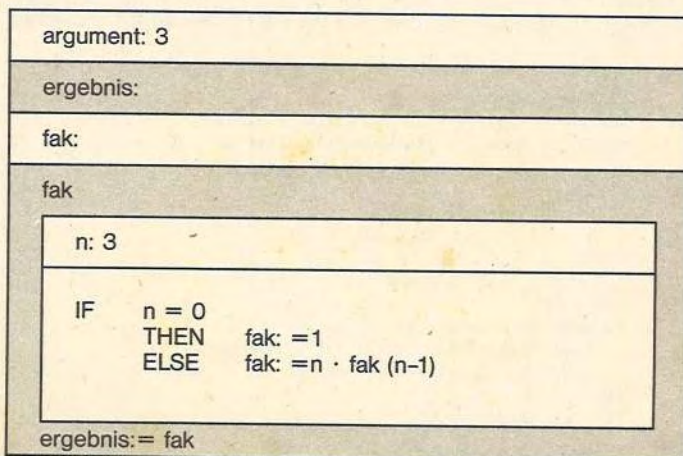 argument: 3
ergebnis:
fak:
fak
n: 3
IF n = 0
THEN fak: =1
ELSE fak: =n · fak (n–1)
ergebnis:= fak